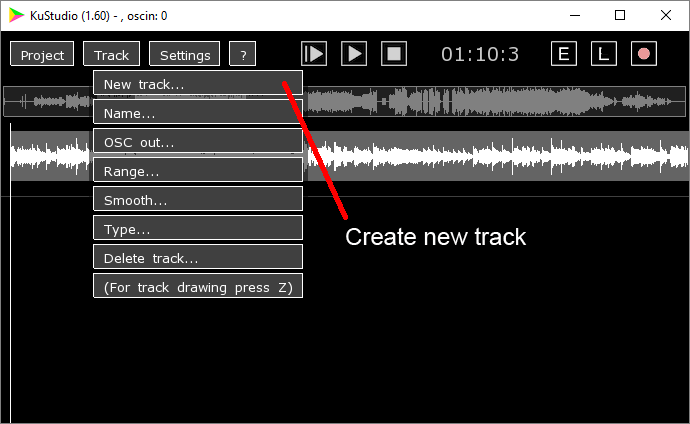 KuStudio (1.60) - , oscin: 0
Project Track Settings ? 01:10:3 E L
New track...
Name...
OSC out...
Range...
Smooth...
Type...
Delete track...
(For track drawing press Z)
Create new track